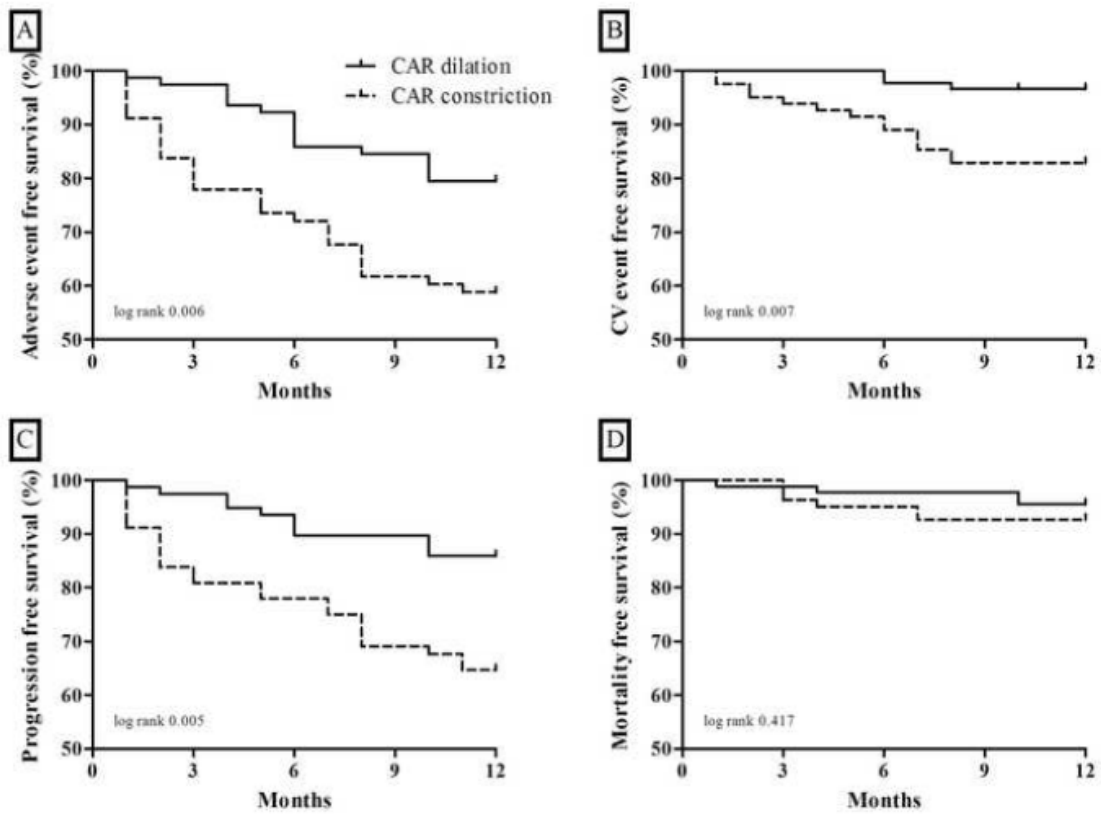 A
Adverse event free survival (%)
100
90
80
70
60
50
0 3 6 9 12
Months
log rank 0.006
CAR dilation
CAR constriction
B
CV event free survival (%)
100
90
80
70
60
50
0 3 6 9 12
Months
log rank 0.007
C
Progression free survival (%)
100
90
80
70
60
50
0 3 6 9 12
Months
log rank 0.005
D
Mortality free survival (%)
100
90
80
70
60
50
0 3 6 9 12
Months
log rank 0.417